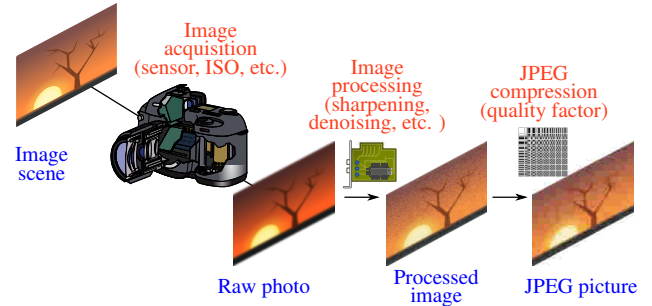 Image
acquisition
(sensor, ISO, etc.)
Image
processing
(sharpening,
denoising, etc. )
JPEG
compression
(quality factor)
Image
scene
Raw photo
Processed
image
JPEG picture